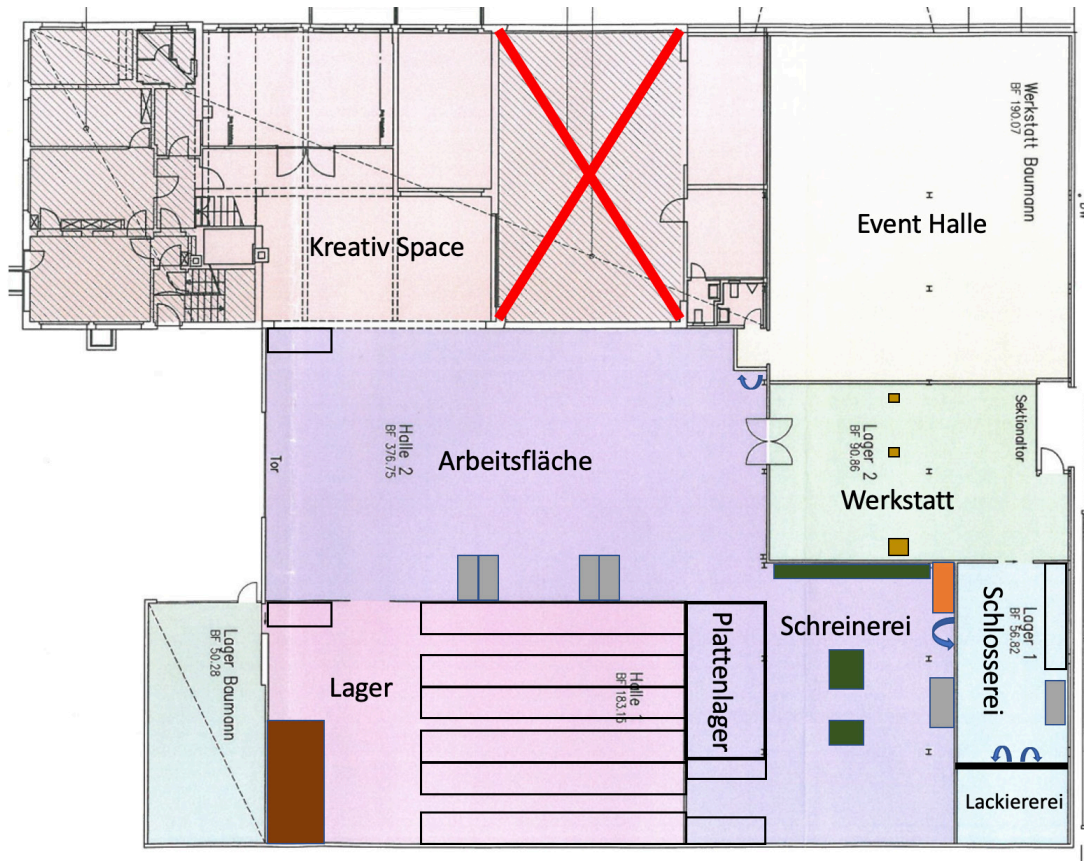 Werkstatt Baumann
BF 190.07
Event Halle
Kreativ Space
Halle 2
BF 376.75
Arbeitsfläche
Tor
Lager 2
BF 90.86
Sektionaltor
Werkstatt
Lager Baumann
BF 50.28
Lager
Halle 1
BF 183.15
Plattenlager
Schreinerei
Schlosserei
Lager 1
BF 56.82
Lackiererei